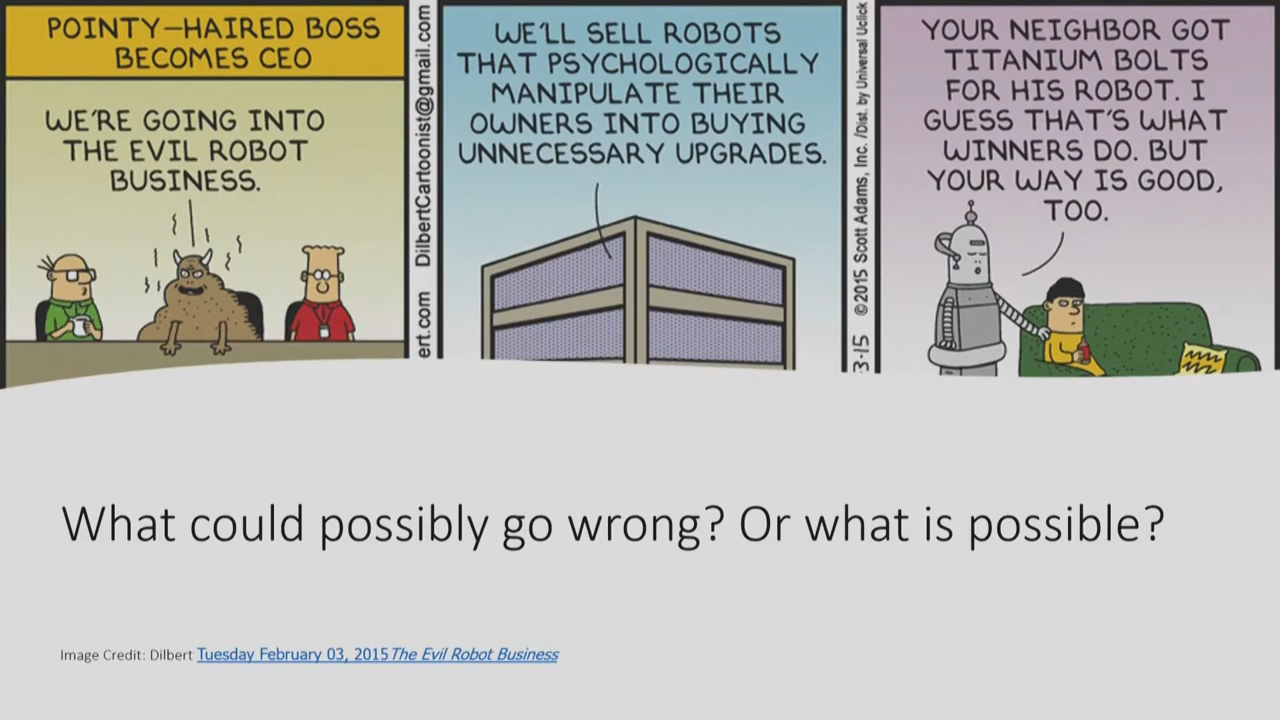 POINTY-HAIRED BOSS
BECOMES CEO
WE'RE GOING INTO
THE EVIL ROBOT
BUSINESS.
ert.com DilbertCartoonist@gmail.com
WE'LL SELL ROBOTS
THAT PSYCHOLOGICALLY
MANIPULATE THEIR
OWNERS INTO BUYING
UNNECESSARY UPGRADES.
3-15 ©2015 Scott Adams, Inc. /Dist. by Universal Uclick
YOUR NEIGHBOR GOT
TITANIUM BOLTS
FOR HIS ROBOT. I
GUESS THAT'S WHAT
WINNERS DO. BUT
YOUR WAY IS GOOD,
TOO.
What could possibly go wrong? Or what is possible?
Image Credit: Dilbert Tuesday February 03, 2015 The Evil Robot Business